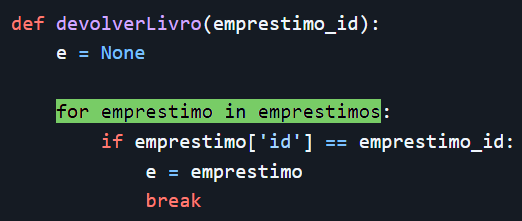 def devolverLivro(emprestimo_id):
    e = None
    for emprestimo in emprestimos:
        if emprestimo['id'] == emprestimo_id:
            e = emprestimo
            break